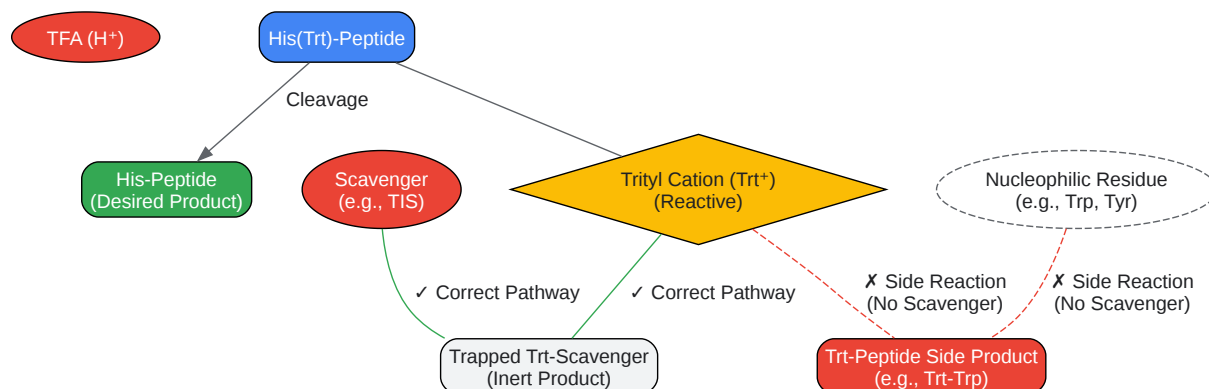 TFA (H⁺)
His(Trt)-Peptide
Cleavage
His-Peptide
(Desired Product)
Scavenger
(e.g., TIS)
Trityl Cation (Trt⁺)
(Reactive)
Nucleophilic Residue
(e.g., Trp, Tyr)
✓ Correct Pathway
✓ Correct Pathway
✗ Side Reaction
(No Scavenger)
✗ Side Reaction
(No Scavenger)
Trapped Trt-Scavenger
(Inert Product)
Trt-Peptide Side Product
(e.g., Trt-Trp)